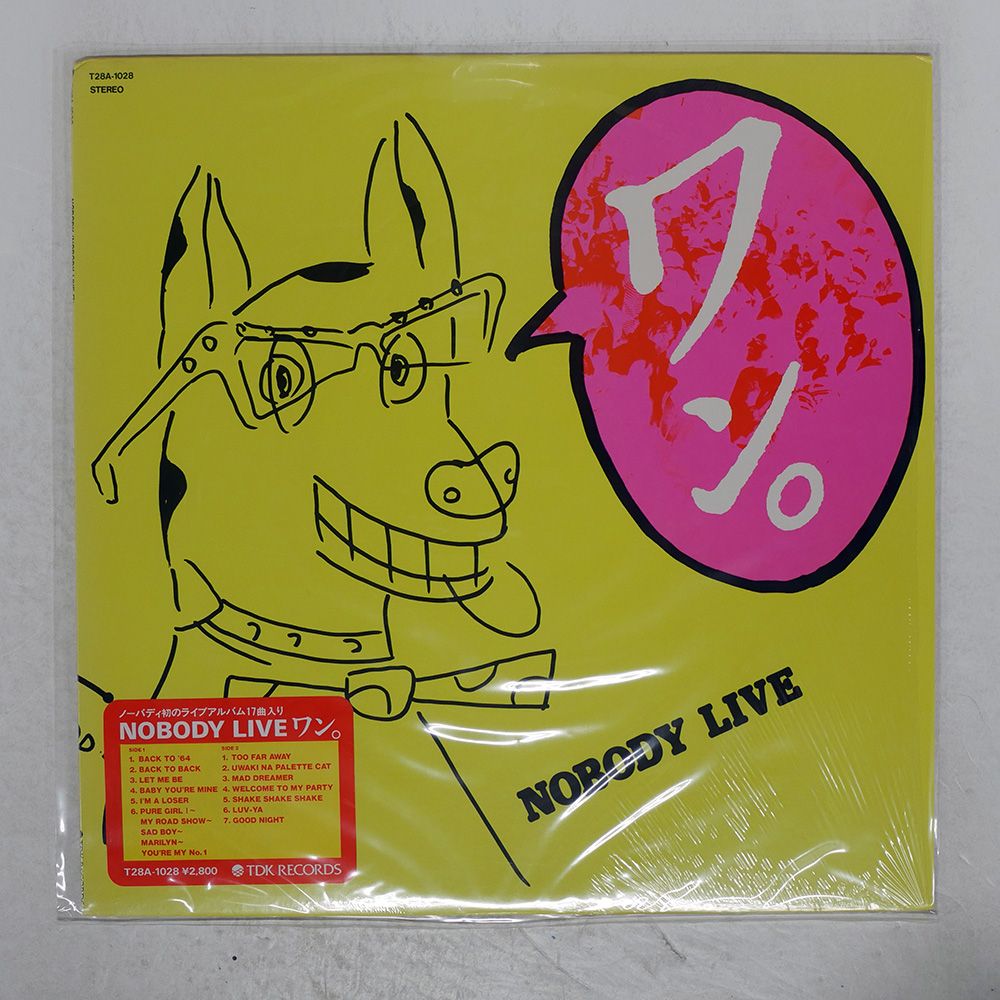 T28A-1028
STEREO
ワン。
NOBODY LIVE
ノーバディ初のライブアルバム17曲入り
NOBODY LIVE ワン。
SIDE 1
1. BACK TO '64
2. BACK TO BACK
3. LET ME BE
4. BABY YOU'RE MINE
5. I'M A LOSER
6. PURE GIRL I~
MY ROAD SHOW~
SAD BOY~
MARILYN~
YOU'RE MY No.1
SIDE 2
1. TOO FAR AWAY
2. UWAKI NA PALETTE CAT
3. MAD DREAMER
4. WELCOME TO MY PARTY
5. SHAKE SHAKE SHAKE
6. LUV-YA
7. GOOD NIGHT
T28A-1028 ¥2,800 TDK RECORDS